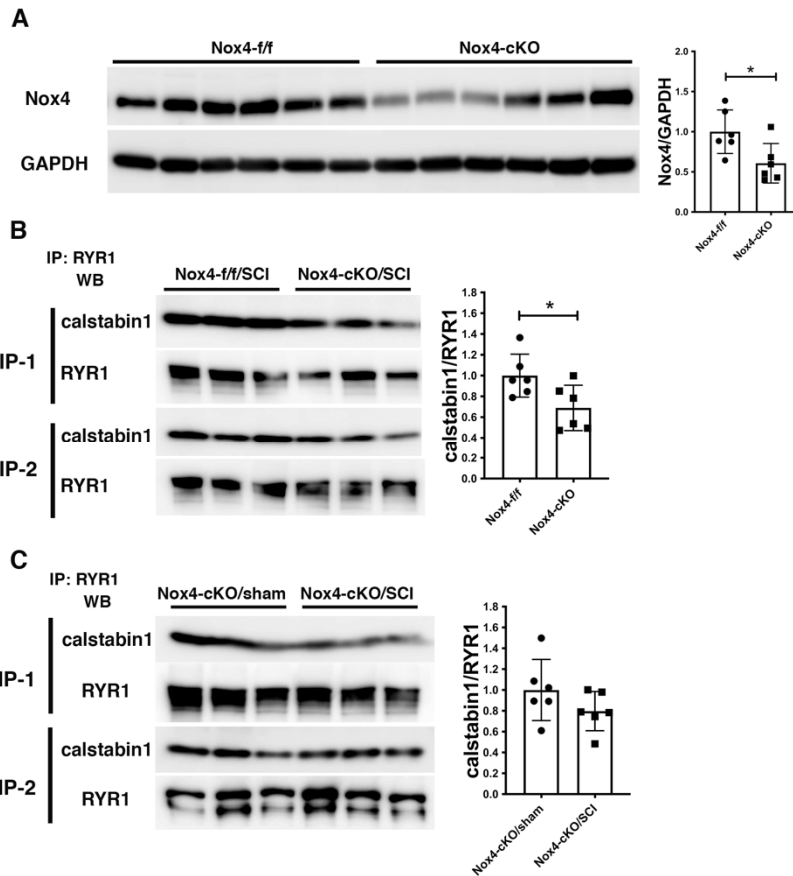 A
Nox4-f/f Nox4-cKO
Nox4
GAPDH
Nox4/GAPDH
2.0
1.5
1.0
0.5
0.0
*
Nox4-f/f
Nox4-cKO
B
IP: RYR1
WB
Nox4-f/f/SCI Nox4-cKO/SCI
IP-1
calstabin1
RYR1
IP-2
calstabin1
RYR1
calstabin1/RYR1
1.8
1.6
1.4
1.2
1.0
0.8
0.6
0.4
0.2
0.0
*
Nox4-f/f
Nox4-cKO
C
IP: RYR1
WB
Nox4-cKO/sham Nox4-cKO/SCI
IP-1
calstabin1
RYR1
IP-2
calstabin1
RYR1
calstabin1/RYR1
1.8
1.6
1.4
1.2
1.0
0.8
0.6
0.4
0.2
0.0
Nox4-cKO/sham
Nox4-cKO/SCI